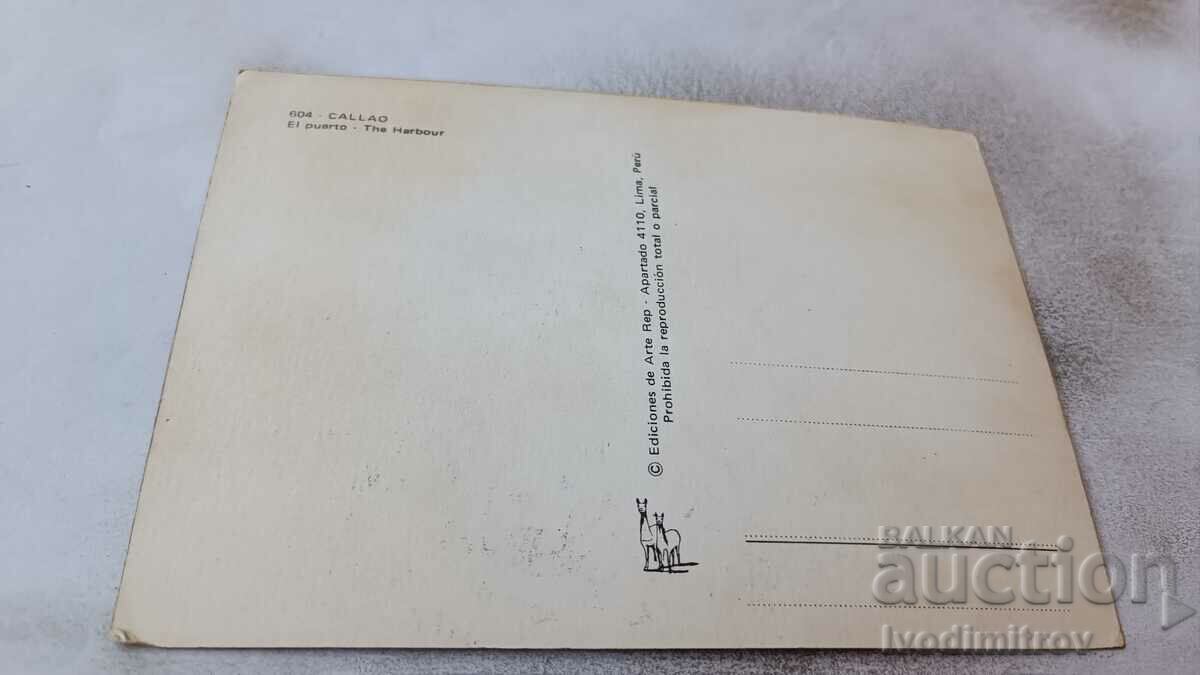 604 - CALLAO
El puerto - The Harbour
© Ediciones de Arte Rep - Apartado 4110, Lima, Perú
Prohibida la reproducción total o parcial
BALKAN
auction
Ivodimitrov